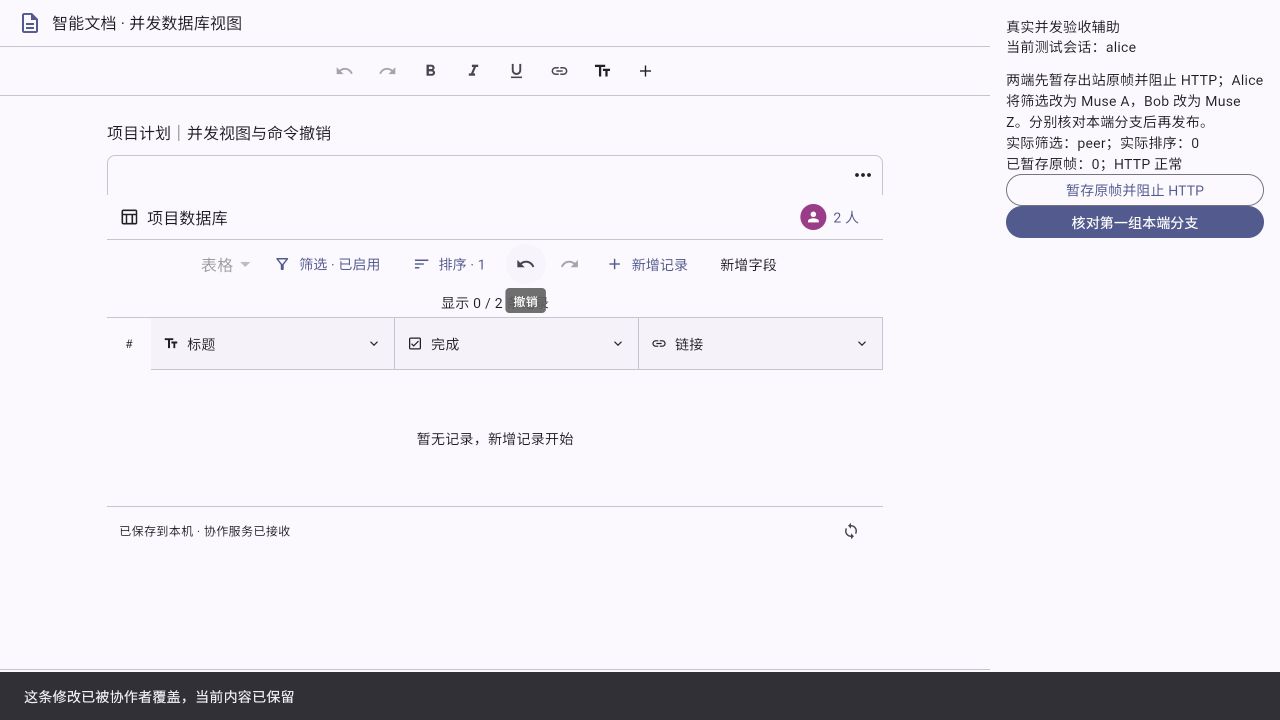 智能文档 · 并发数据库视图
项目计划｜并发视图与命令撤销
项目数据库
2 人
表格
筛选 · 已启用
排序 · 1
新增记录
新增字段
显示 0 / 2
撤销
#
标题
完成
链接
暂无记录，新增记录开始
已保存到本机 · 协作服务已接收
这条修改已被协作者覆盖，当前内容已保留
真实并发验收辅助
当前测试会话：alice
两端先暂存出站原帧并阻止 HTTP；Alice
将筛选改为 Muse A，Bob 改为 Muse
Z。分别核对本端分支后再发布。
实际筛选：peer；实际排序：0
已暂存原帧：0；HTTP 正常
暂存原帧并阻止 HTTP
核对第一组本端分支